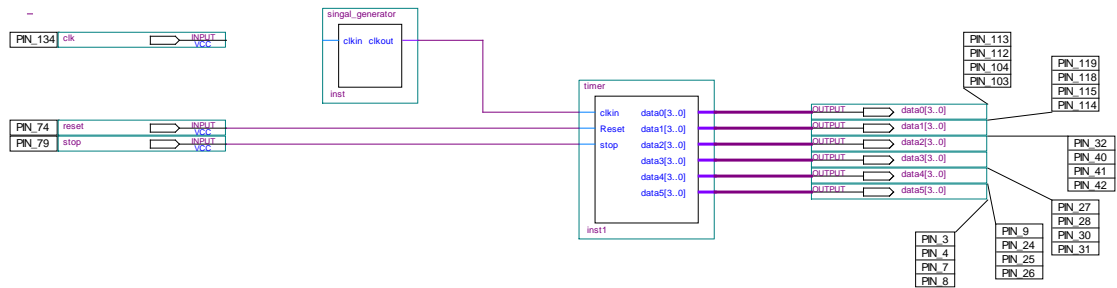 singal_generator
PIN_134 clk INPUT VCC
clkin clkout
inst
PIN_113
PIN_112
PIN_104
PIN_103
PIN_119
PIN_118
PIN_115
PIN_114
timer
PIN_74 reset INPUT VCC
PIN_79 stop INPUT VCC
clkin data0[3..0]
Reset data1[3..0]
stop data2[3..0]
data3[3..0]
data4[3..0]
data5[3..0]
inst1
OUTPUT data0[3..0]
OUTPUT data1[3..0]
OUTPUT data2[3..0]
OUTPUT data3[3..0]
OUTPUT data4[3..0]
OUTPUT data5[3..0]
PIN_32
PIN_40
PIN_41
PIN_42
PIN_27
PIN_28
PIN_30
PIN_31
PIN_9
PIN_24
PIN_25
PIN_26
PIN_3
PIN_4
PIN_7
PIN_8